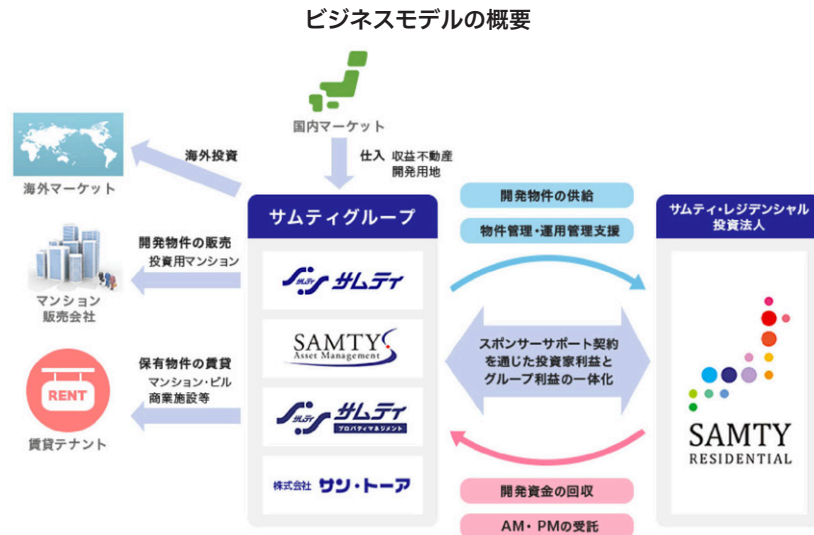 ビジネスモデルの概要
国内マーケット
海外投資
仕入 収益不動産
開発用地
海外マーケット
開発物件の販売
投資用マンション
マンション
販売会社
保有物件の賃貸
マンション・ビル
商業施設等
RENT
賃貸テナント
サムティグループ
サムティ サムティ
SAMTY
Asset Management
サムティ サムティ
プロパティマネジメント
株式会社 サン・トーア
開発物件の供給
物件管理・運用管理支援
スポンサーサポート契約
を通じた投資家利益と
グループ利益の一体化
開発資金の回収
AM・PMの受託
サムティ・レジデンシャル
投資法人
SAMTY
RESIDENTIAL